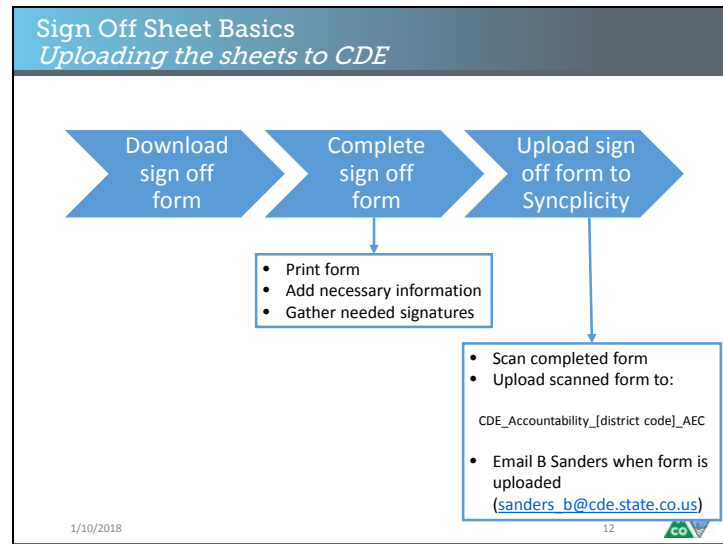 Sign Off Sheet Basics
Uploading the sheets to CDE
Download
sign off
form
Complete
sign off
form
Upload sign
off form to
Syncplicity
• Print form
• Add necessary information
• Gather needed signatures
• Scan completed form
• Upload scanned form to:
CDE_Accountability_[district code]_AEC
• Email B Sanders when form is
uploaded
(sanders_b@cde.state.co.us)
1/10/2018
12
CO